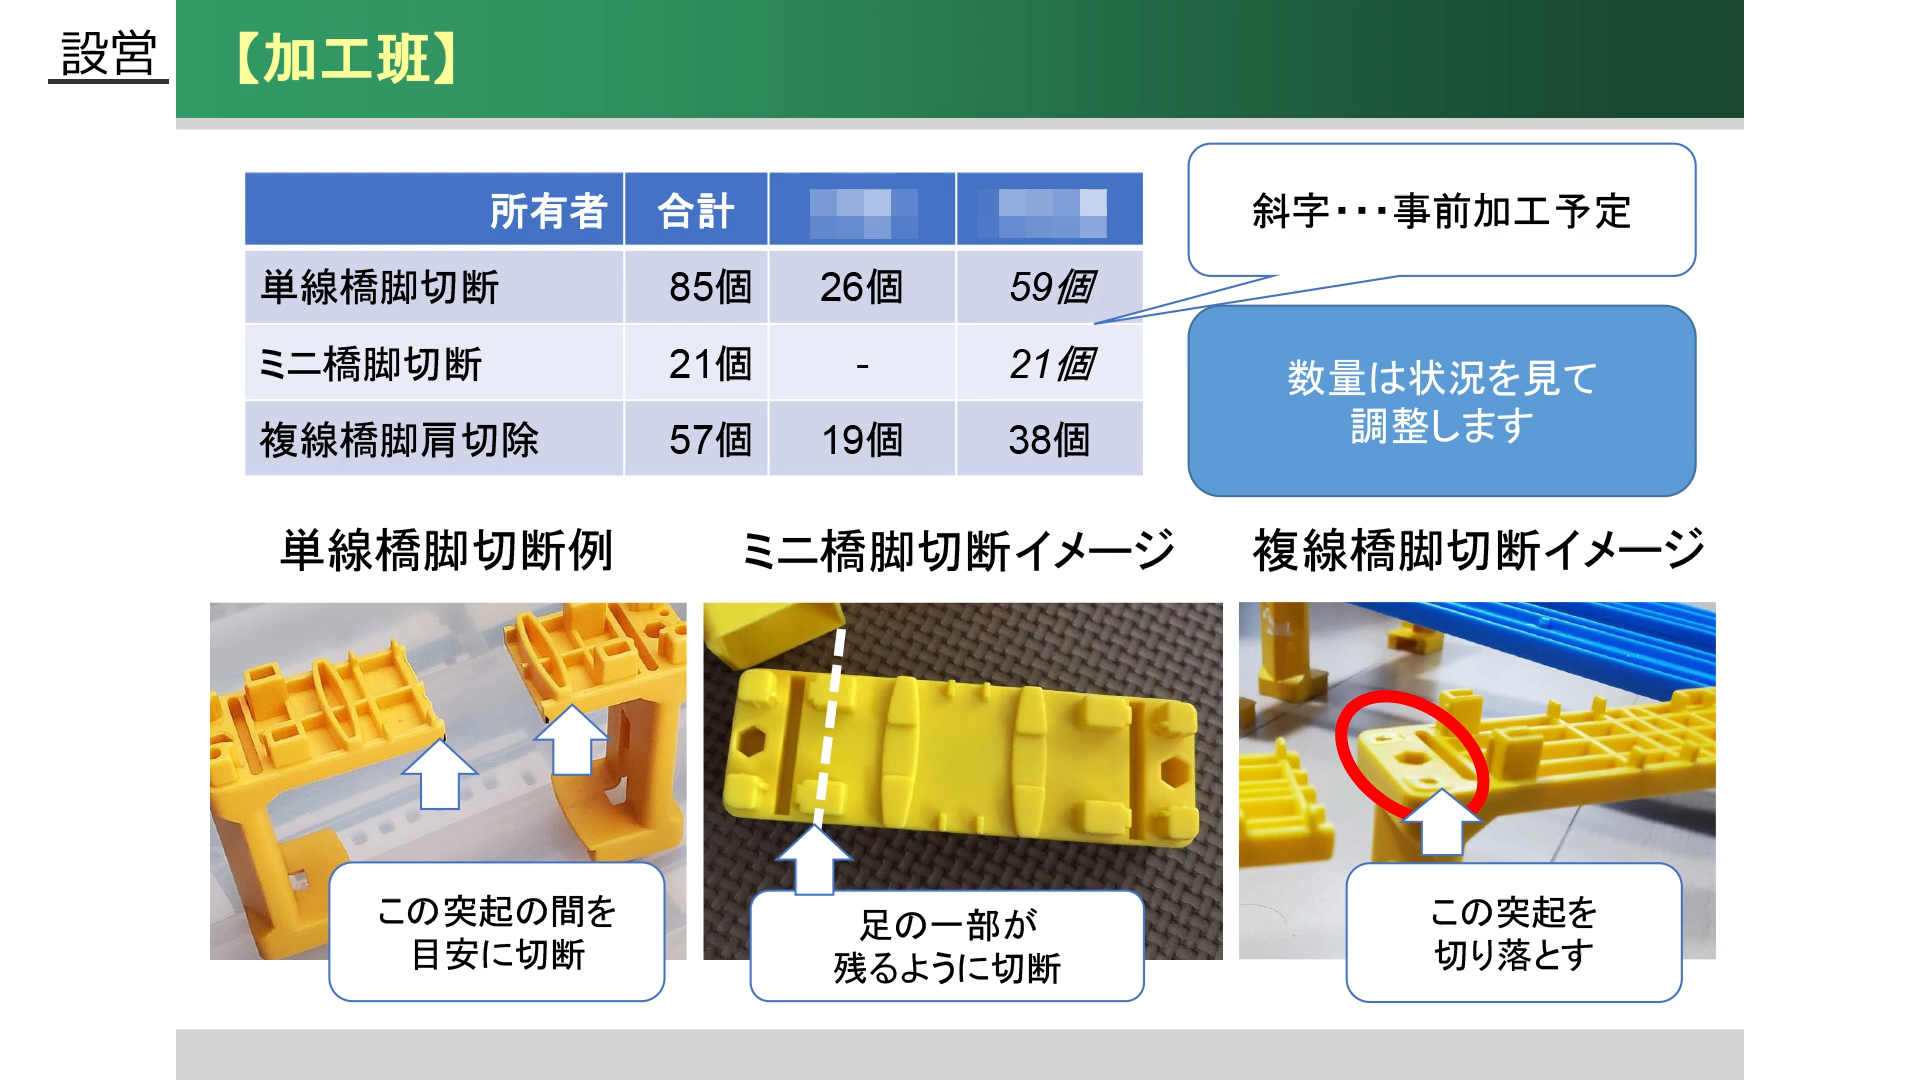 設営
【加工班】
所有者 合計
単線橋脚切断 85個 26個 59個
ミニ橋脚切断 21個 - 21個
複線橋脚肩切除 57個 19個 38個
斜字・・・事前加工予定
数量は状況を見て
調整します
単線橋脚切断例
この突起の間を
目安に切断
ミニ橋脚切断イメージ
足の一部が
残るように切断
複線橋脚切断イメージ
この突起を
切り落とす